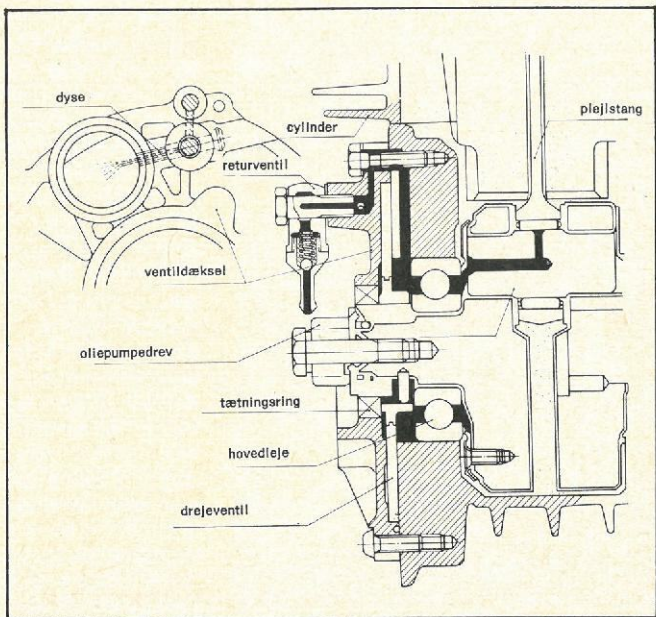 dyse
cylinder
plejlstang
returventil
ventildæksel
oliepumpedrev
tætningsring
hovedleje
drejeventil